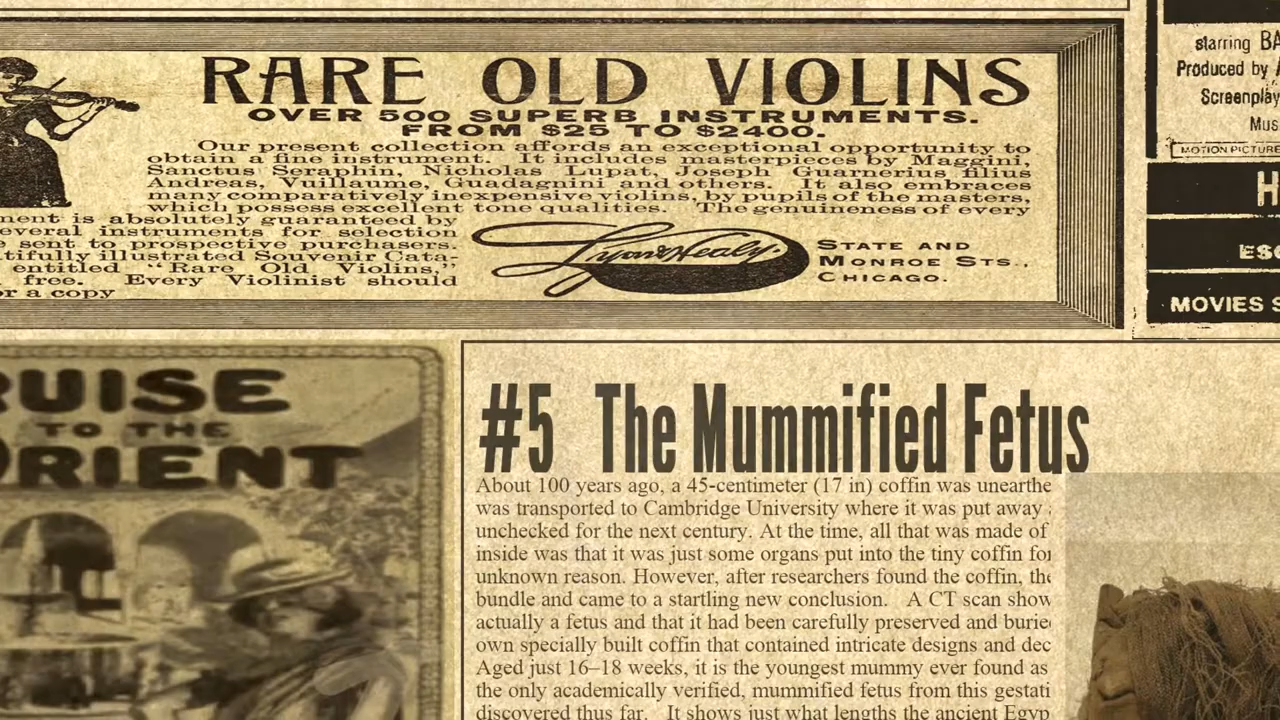 RARE OLD VIOLINS
OVER 500 SUPERB INSTRUMENTS.
FROM $25 TO $2400.
Our present collection affords an exceptional opportunity to
obtain a fine instrument. It includes masterpieces by Maggini,
Sanctus Seraphin, Nicholas Lupat, Joseph Guarnerius filius
Andreas, Vuillaume, Guadagnini and others. It also embraces
many comparatively inexpensive violins, by pupils of the masters,
which possess excellent tone qualities. The genuineness of every
nent is absolutely guaranteed by
everal instruments for selection
e sent to prospective purchasers.
tifully illustrated Souvenir Cata-
entitled "Rare Old Violins,"
free. Every Violinist should
or a copy
Lyon & Healy.
STATE AND
MONROE STS.,
CHICAGO.
starring BA
Produced by A
Screenplay
Mus
MOTION PICTURE
H
ESC
MOVIES S
RUISE
TO THE
ORIENT
#5 The Mummified Fetus
About 100 years ago, a 45-centimeter (17 in) coffin was unearthe
was transported to Cambridge University where it was put away
unchecked for the next century. At the time, all that was made of
inside was that it was just some organs put into the tiny coffin for
unknown reason. However, after researchers found the coffin, the
bundle and came to a startling new conclusion. A CT scan show
actually a fetus and that it had been carefully preserved and burie
own specially built coffin that contained intricate designs and dec
Aged just 16–18 weeks, it is the youngest mummy ever found as
the only academically verified, mummified fetus from this gestati
discovered thus far. It shows just what lengths the ancient Egyp